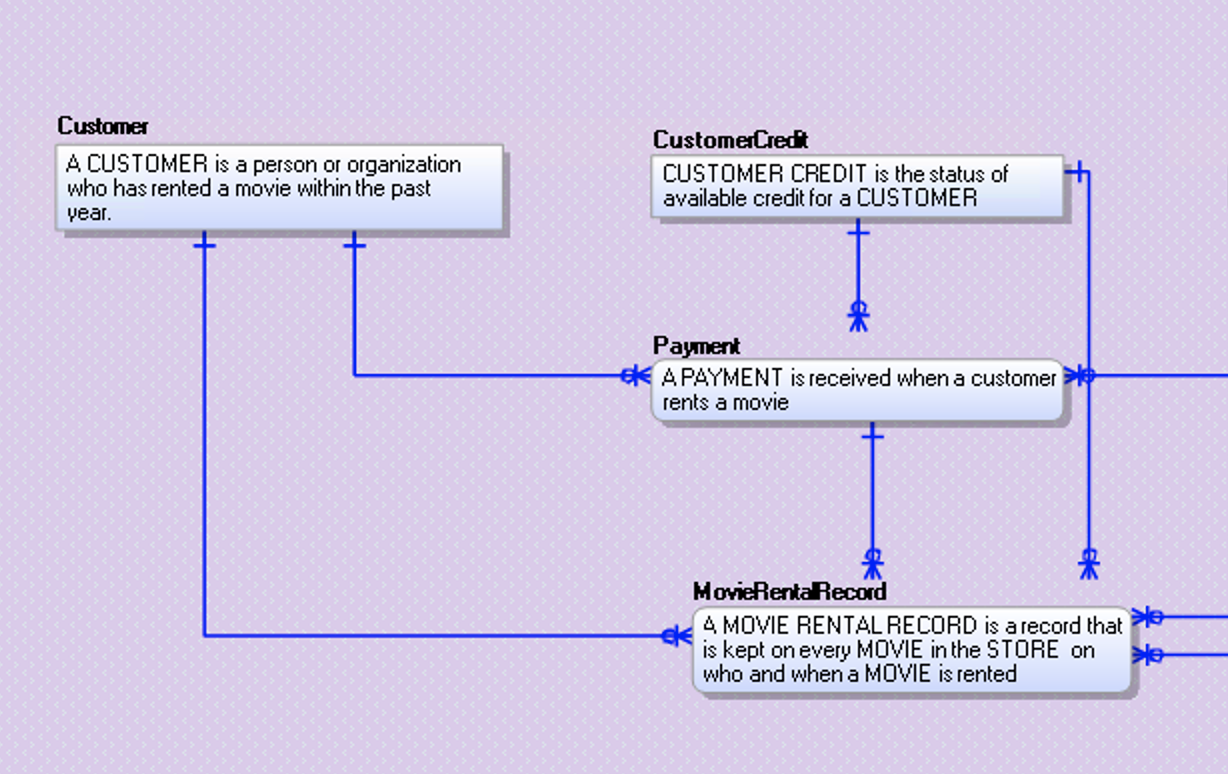 Customer
A CUSTOMER is a person or organization
who has rented a movie within the past
year.
CustomerCredit
CUSTOMER CREDIT is the status of
available credit for a CUSTOMER
Payment
A PAYMENT is received when a customer
rents a movie
MovieRentalRecord
A MOVIE RENTAL RECORD is a record that
is kept on every MOVIE in the STORE on
who and when a MOVIE is rented